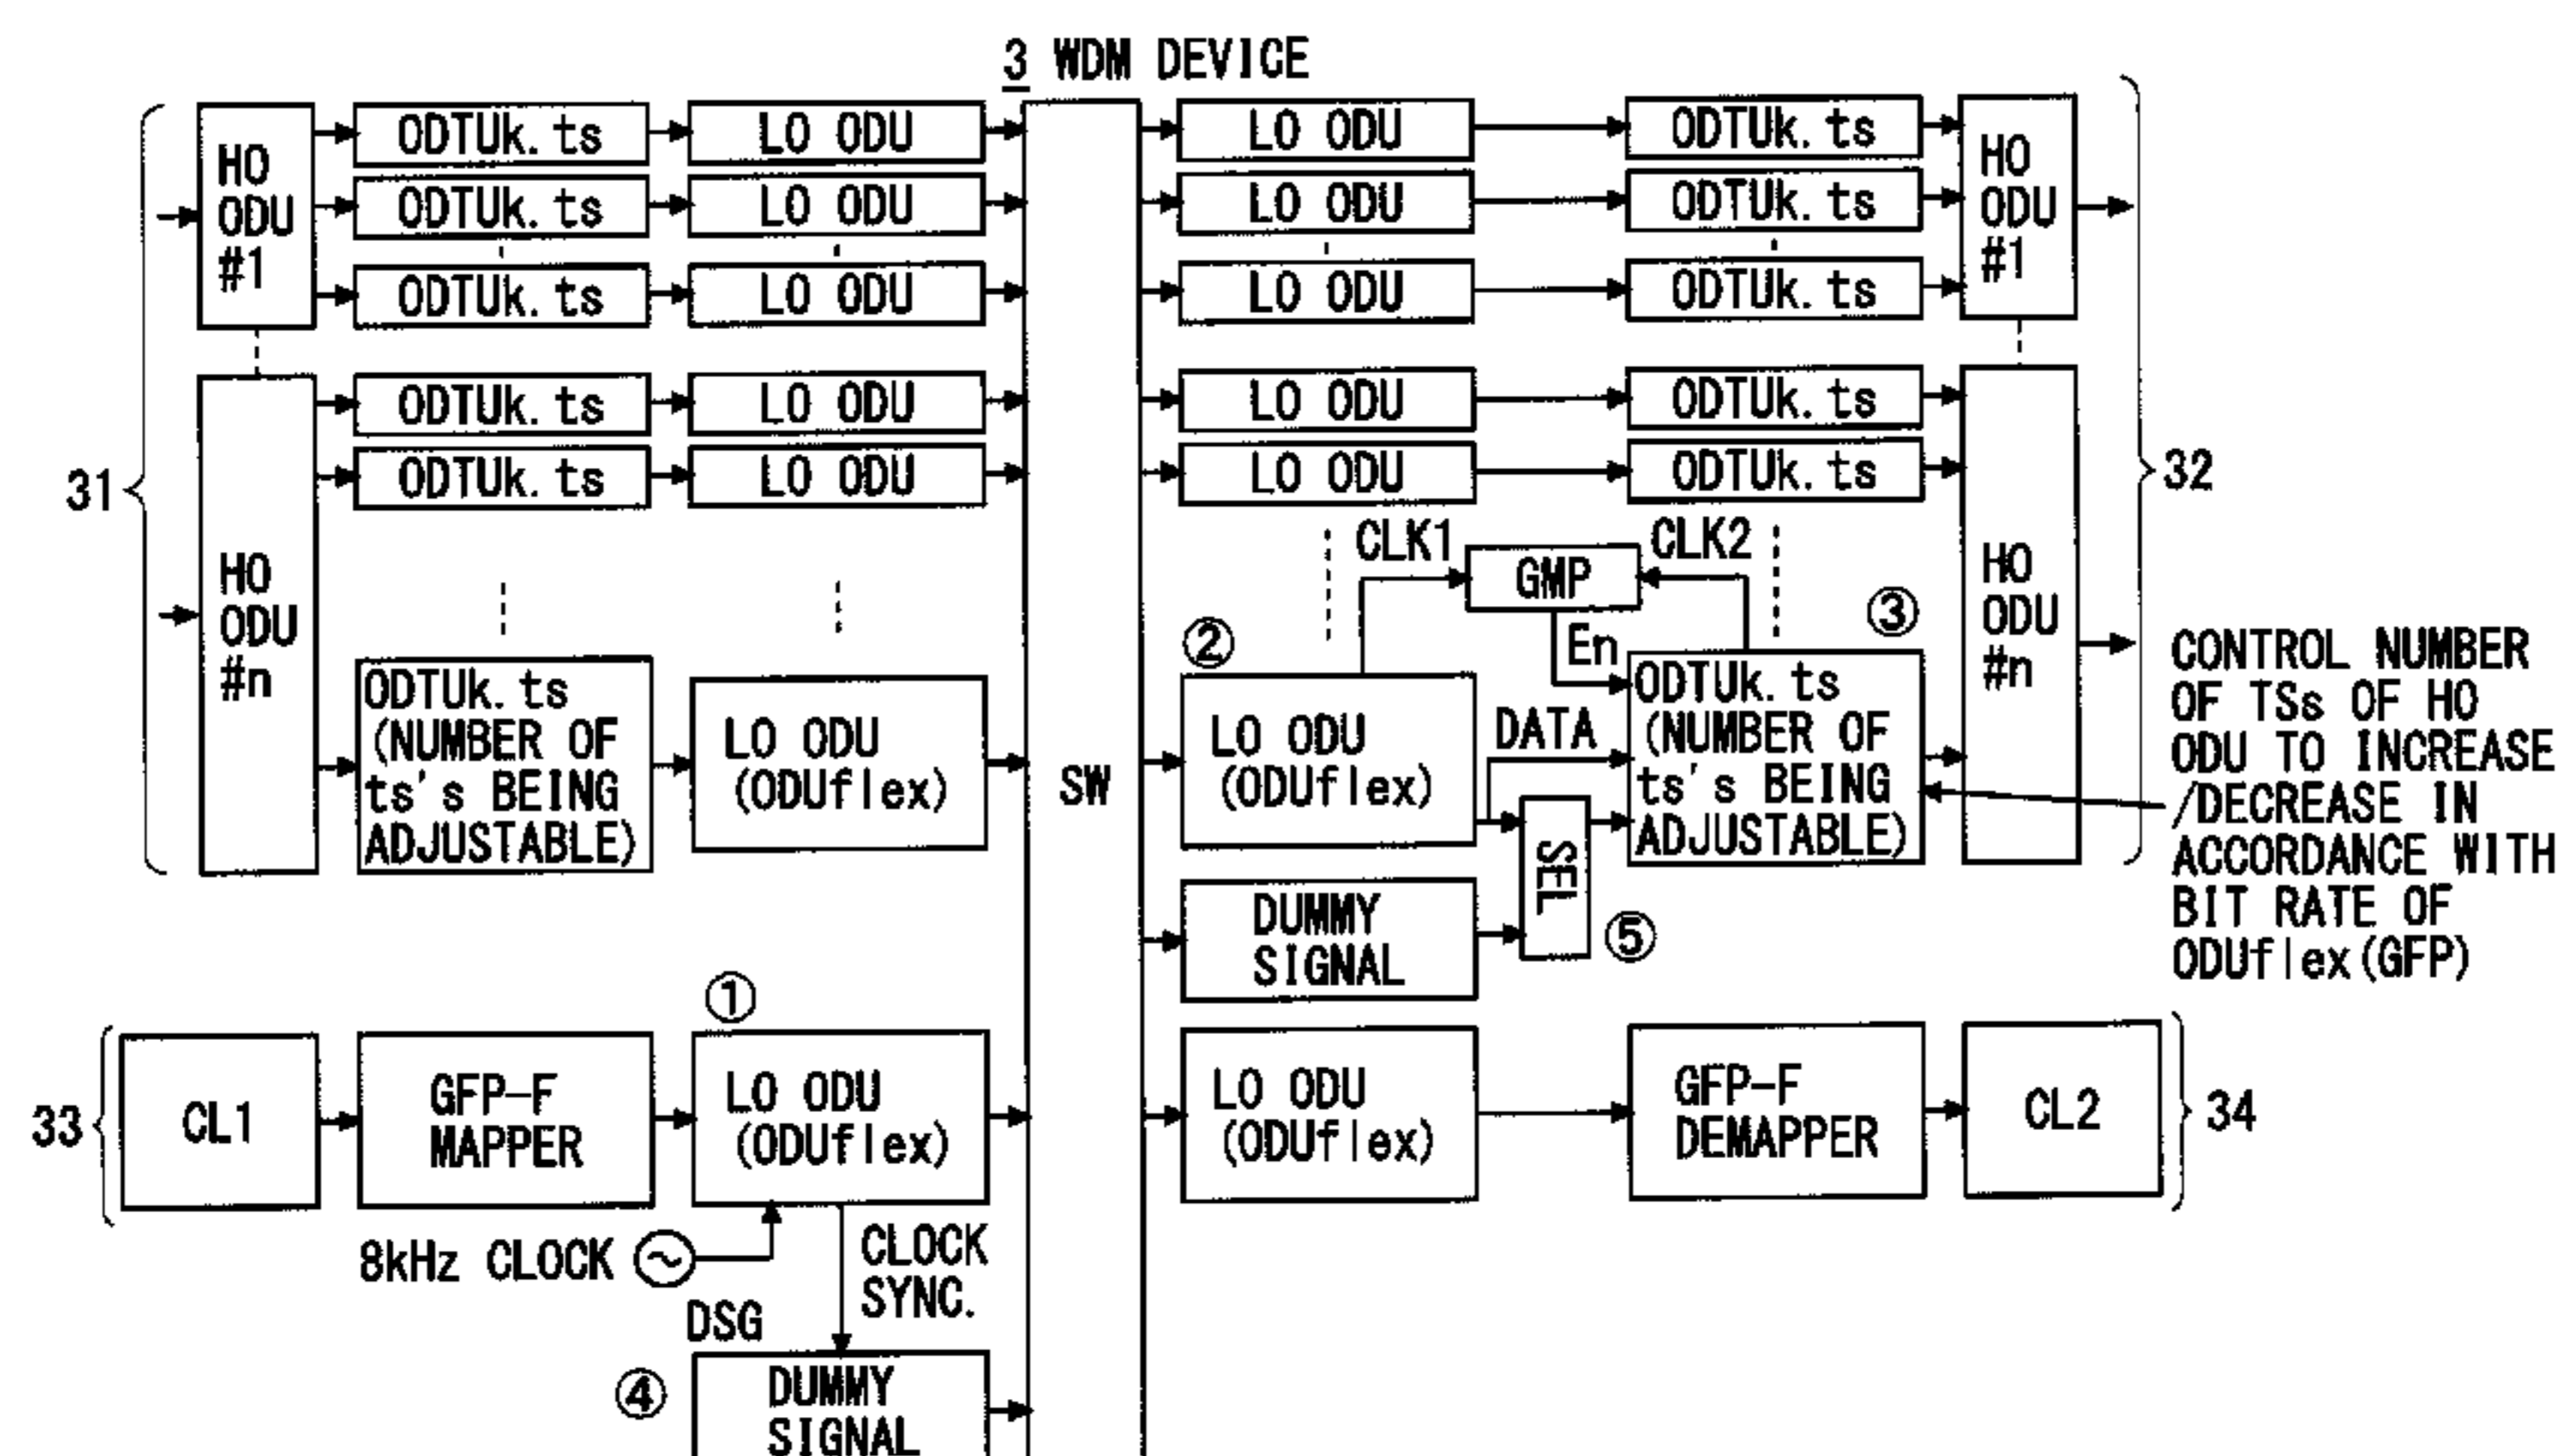 3 WDM DEVICE
HO
ODU
#1
ODTUk.ts
LO ODU
LO ODU
ODTUk.ts
HO
ODU
#1
ODTUk.ts
LO ODU
LO ODU
ODTUk.ts
ODTUk.ts
LO ODU
LO ODU
ODTUk.ts
31
32
HO
ODU
#n
ODTUk.ts
LO ODU
LO ODU
ODTUk.ts
ODTUk.ts
LO ODU
LO ODU
ODTUk.ts
HO
ODU
#n
CLK1
GMP
CLK2
En
ODTUk.ts
(NUMBER OF
ts's BEING
ADJUSTABLE)
LO ODU
(ODUflex)
SW
②
LO ODU
(ODUflex)
DATA
③
ODTUk.ts
(NUMBER OF
ts's BEING
ADJUSTABLE)
CONTROL NUMBER
OF TSs OF HO
ODU TO INCREASE
/DECREASE IN
ACCORDANCE WITH
BIT RATE OF
ODUflex(GFP)
DUMMY
SIGNAL
SEL
⑤
33
CL1
GFP-F
MAPPER
①
LO ODU
(ODUflex)
LO ODU
(ODUflex)
GFP-F
DEMAPPER
CL2
34
8kHz CLOCK
CLOCK
SYNC.
DSG
④
DUMMY
SIGNAL